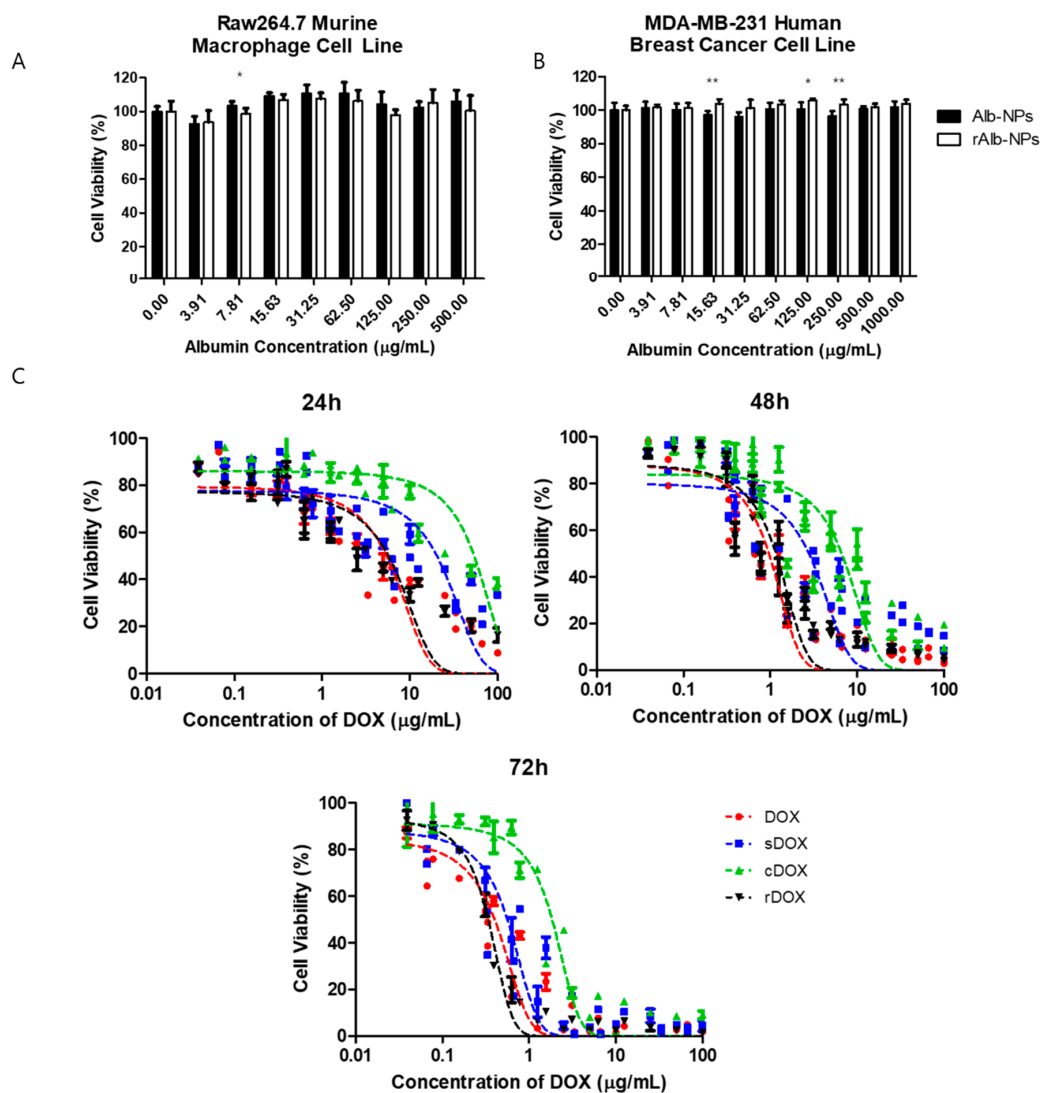 Raw264.7 Murine
Macrophage Cell Line
MDA-MB-231 Human
Breast Cancer Cell Line
A
B
Cell Viability (%)
120
100
80
60
40
20
0
*
0.00
3.91
7.81
15.63
31.25
62.50
125.00
250.00
500.00
Albumin Concentration (μg/mL)
Cell Viability (%)
120
100
80
60
40
20
0
**
*
**
0.00
3.91
7.81
15.63
31.25
62.50
125.00
250.00
500.00
1000.00
Albumin Concentration (μg/mL)
Alb-NPs
rAlb-NPs
C
24h
Cell Viability (%)
100
80
60
40
20
0
0.01
0.1
1
10
100
Concentration of DOX (μg/mL)
48h
Cell Viability (%)
100
80
60
40
20
0
0.01
0.1
1
10
100
Concentration of DOX (μg/mL)
72h
Cell Viability (%)
100
80
60
40
20
0
0.01
0.1
1
10
100
Concentration of DOX (μg/mL)
DOX
sDOX
cDOX
rDOX